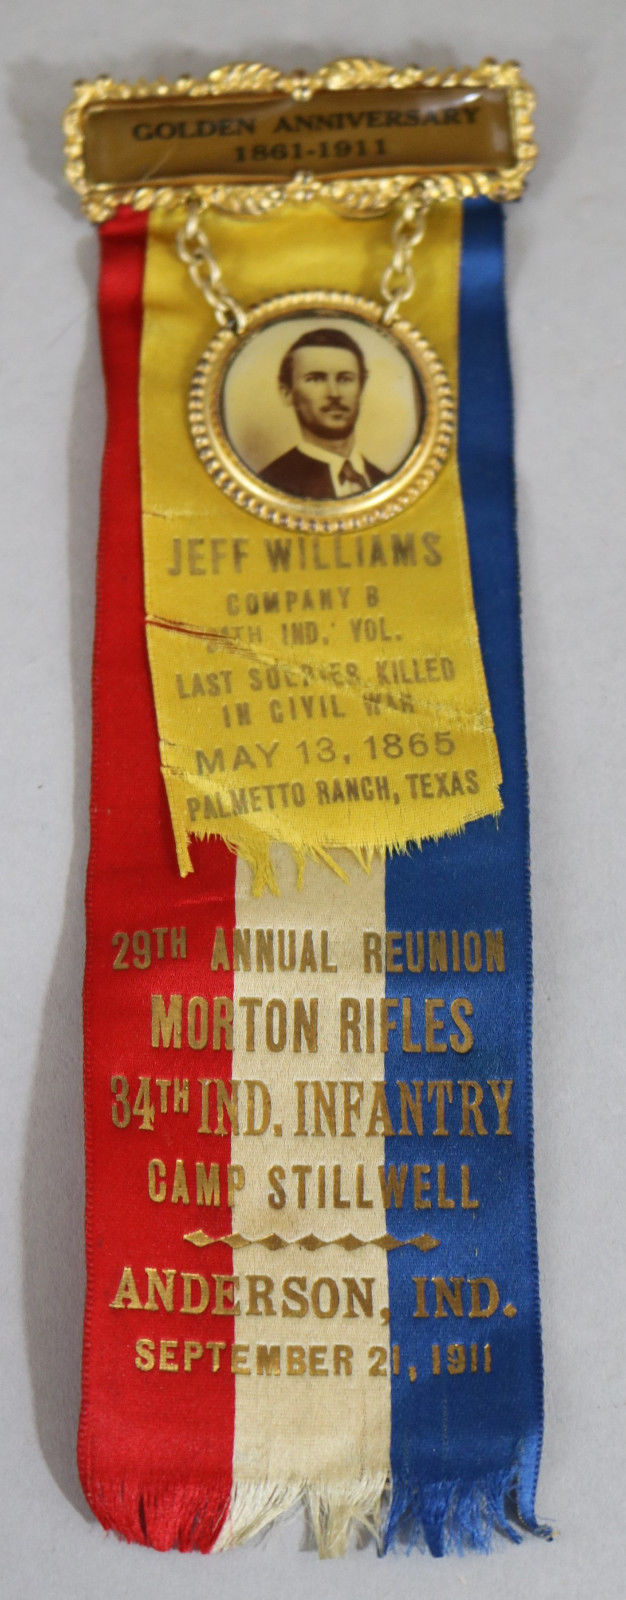 GOLDEN ANNIVERSARY
1861-1911
JEFF WILLIAMS
COMPANY B
34TH IND. VOL.
LAST SOLDIER KILLED
IN CIVIL WAR
MAY 13, 1865
PALMETTO RANCH, TEXAS
29TH ANNUAL REUNION
MORTON RIFLES
34TH IND. INFANTRY
CAMP STILLWELL
ANDERSON, IND.
SEPTEMBER 21, 1911